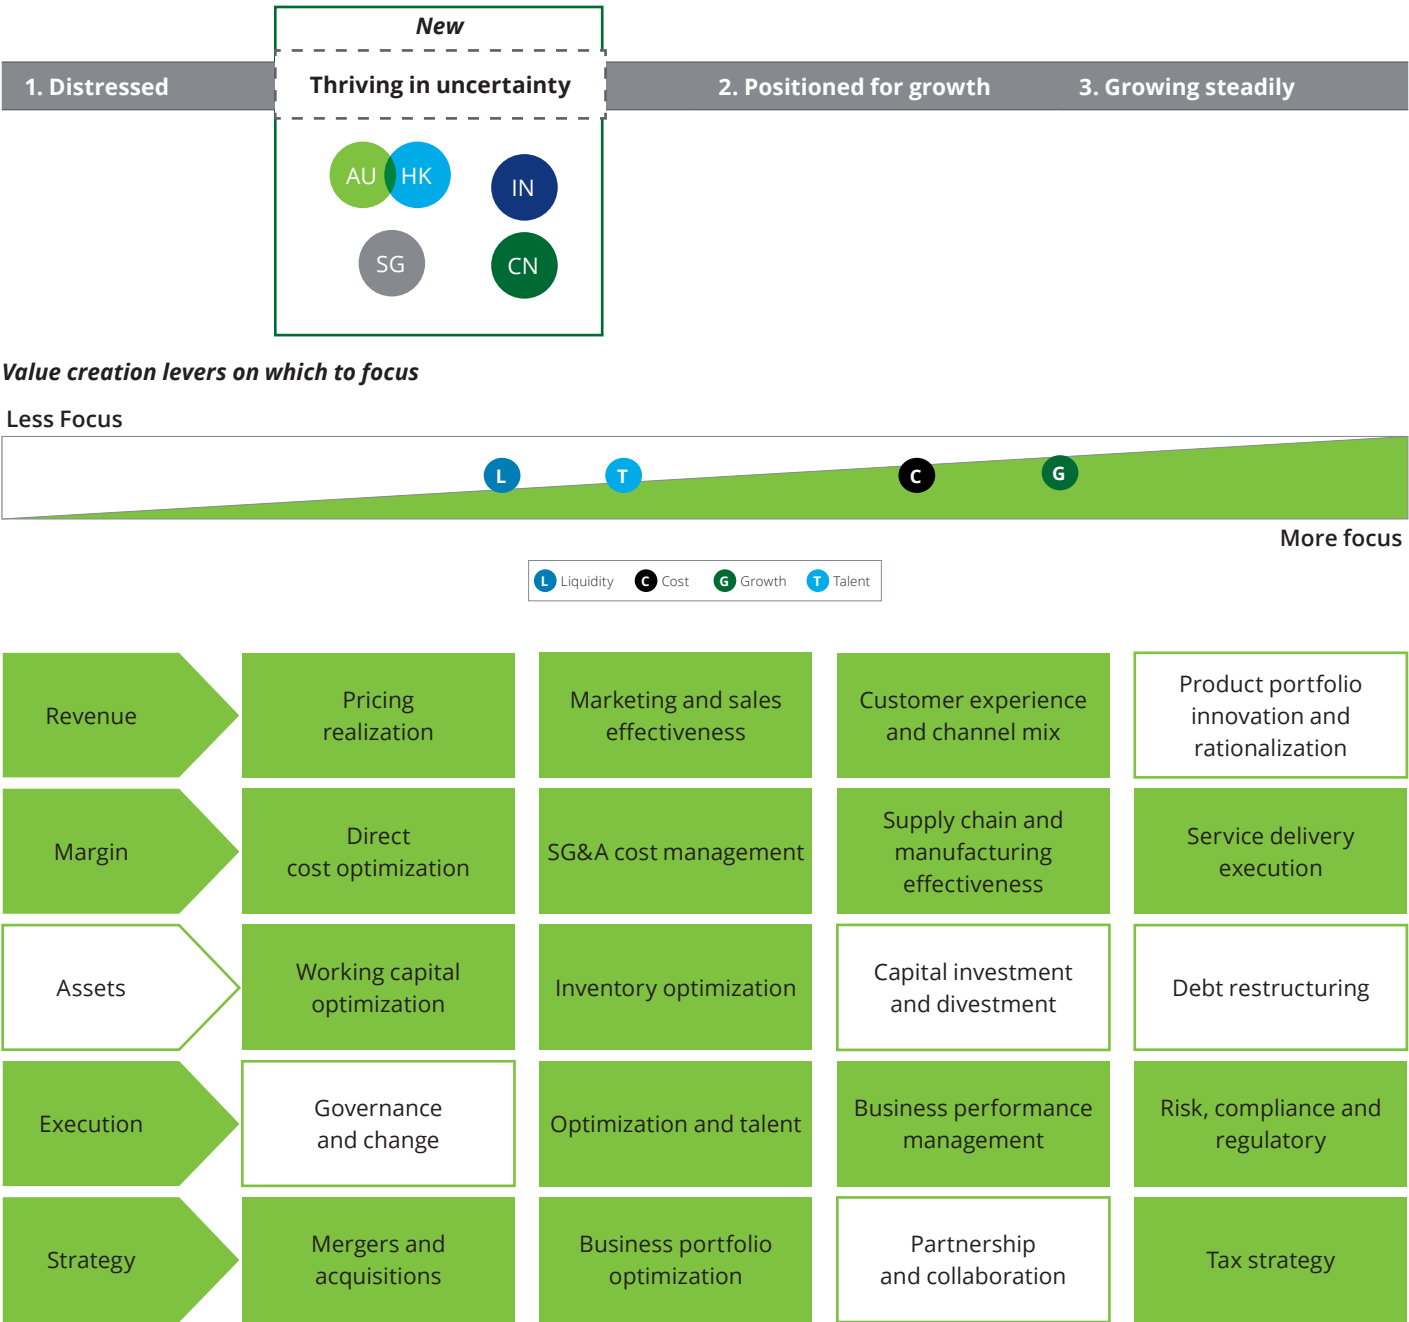 New
1. Distressed
Thriving in uncertainty
2. Positioned for growth
3. Growing steadily
AU
HK
IN
SG
CN
Value creation levers on which to focus
Less Focus
L
T
C
G
More focus
L Liquidity
C Cost
G Growth
T Talent
Revenue
Pricing
realization
Marketing and sales
effectiveness
Customer experience
and channel mix
Product portfolio
innovation and
rationalization
Margin
Direct
cost optimization
SG&A cost management
Supply chain and
manufacturing
effectiveness
Service delivery
execution
Assets
Working capital
optimization
Inventory optimization
Capital investment
and divestment
Debt restructuring
Execution
Governance
and change
Optimization and talent
Business performance
management
Risk, compliance and
regulatory
Strategy
Mergers and
acquisitions
Business portfolio
optimization
Partnership
and collaboration
Tax strategy